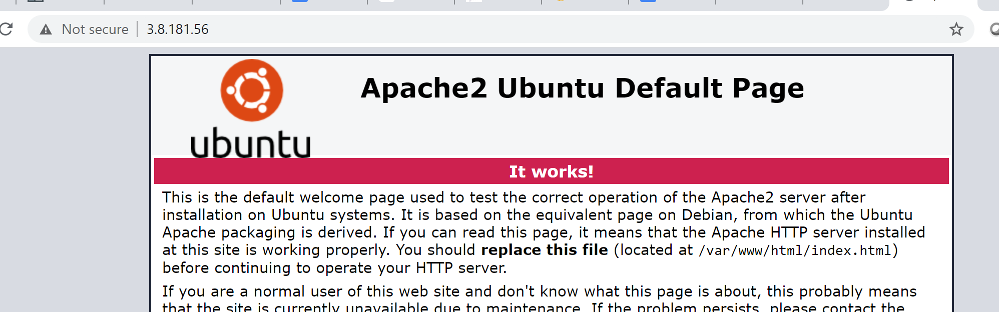 Not secure
3.8.181.56
ubuntu
Apache2 Ubuntu Default Page
It works!
This is the default welcome page used to test the correct operation of the Apache2 server after
installation on Ubuntu systems. It is based on the equivalent page on Debian, from which the Ubuntu
Apache packaging is derived. If you can read this page, it means that the Apache HTTP server installed
at this site is working properly. You should replace this file (located at /var/www/html/index.html)
before continuing to operate your HTTP server.
If you are a normal user of this web site and don't know what this page is about, this probably means
that the site is currently unavailable due to maintenance. If the problem persists, please contact the